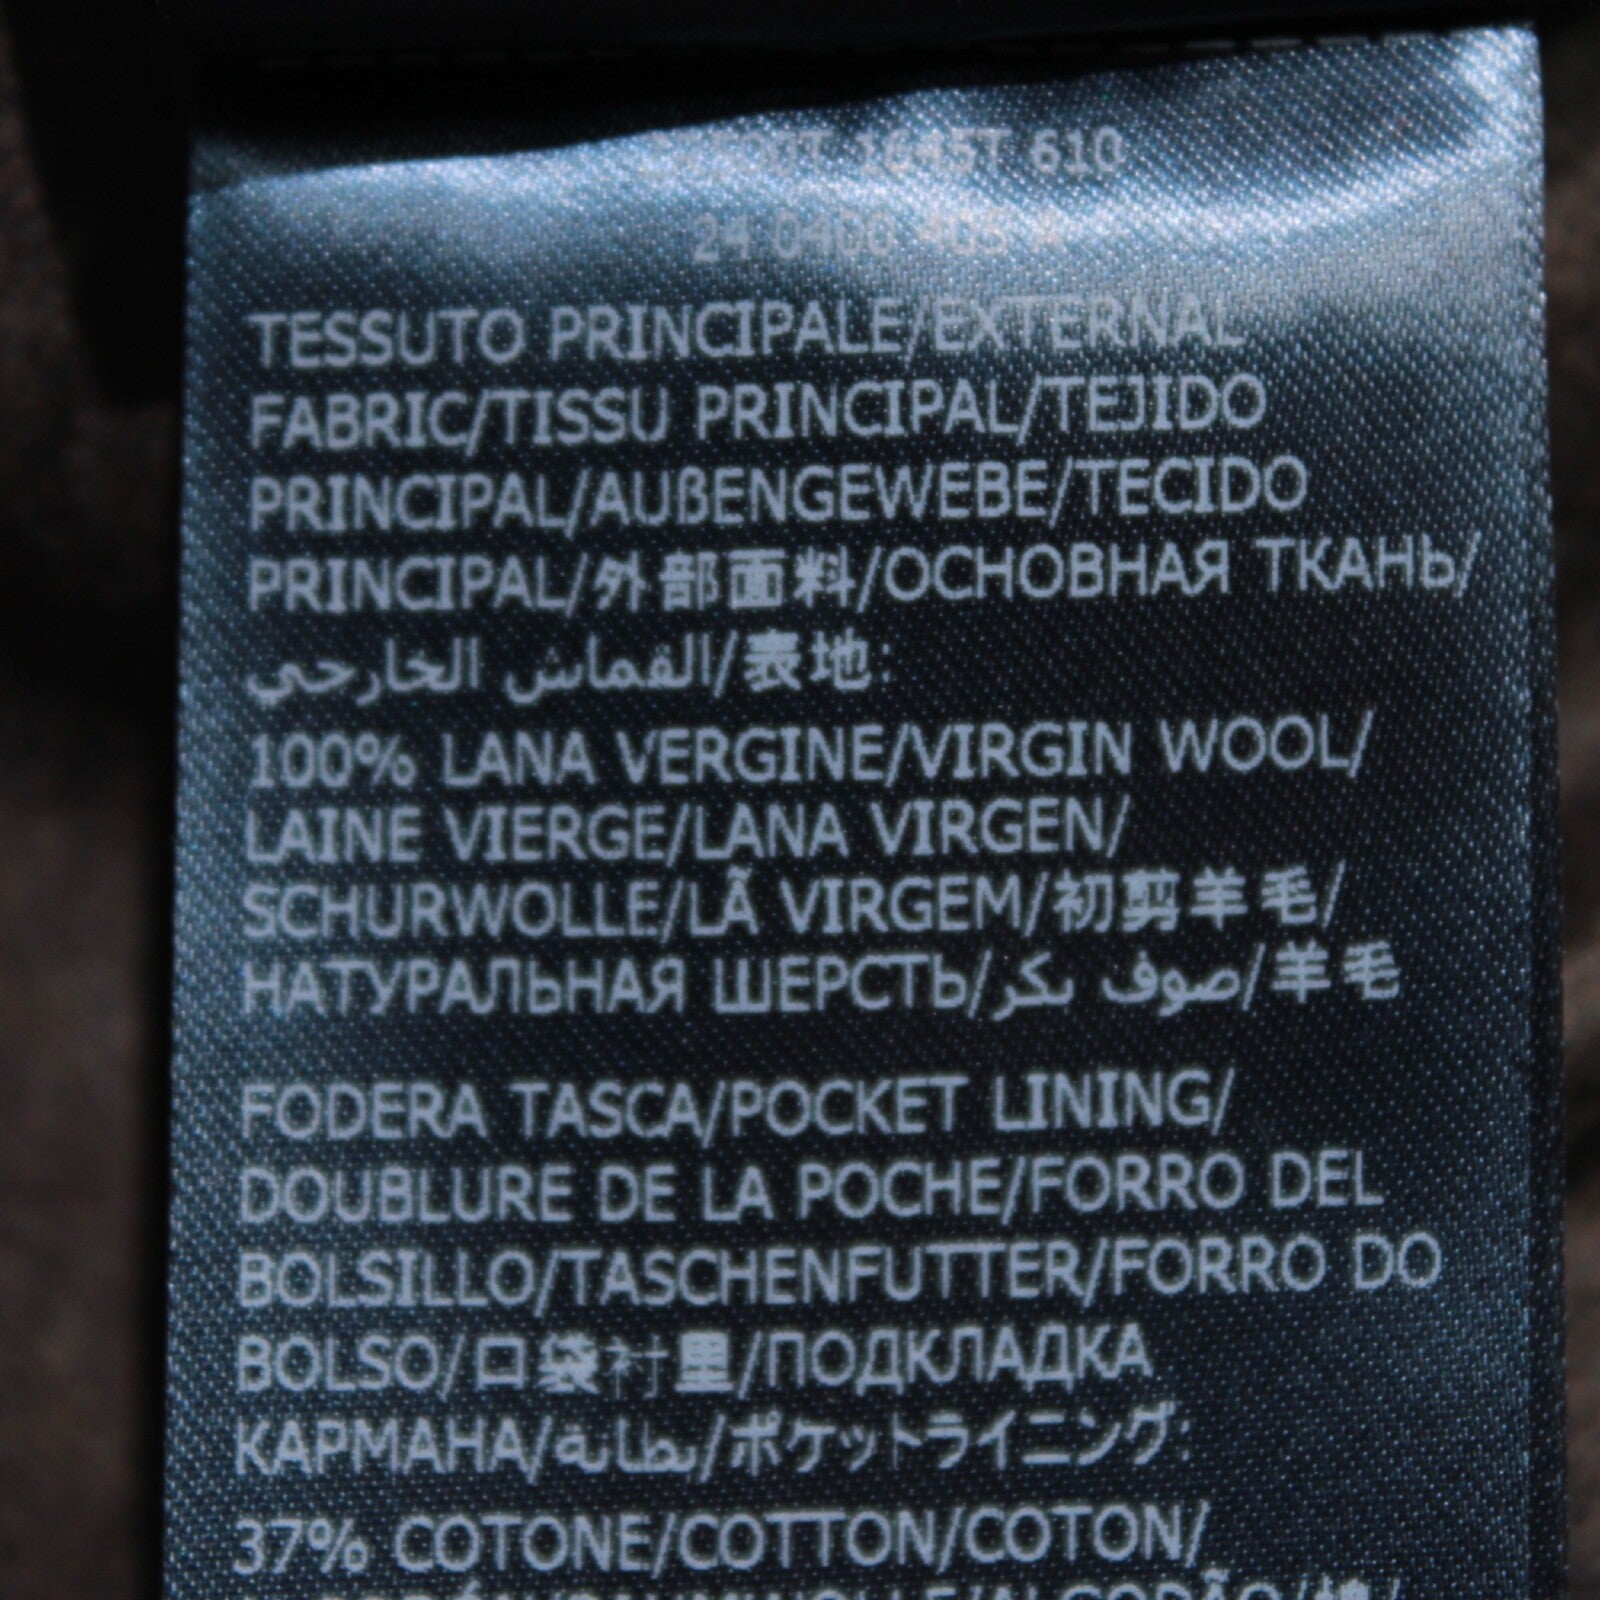 610
24 0400 405
TESSUTO PRINCIPALE/EXTERNAL
FABRIC/TISSU PRINCIPAL/TEJIDO
PRINCIPAL/AUßENGEWEBE/TECIDO
PRINCIPAL/外部面料/ОСНОВНАЯ ТКАНЬ/
القماش الخارجي/表地:
100% LANA VERGINE/VIRGIN WOOL/
LAINE VIERGE/LANA VIRGEN/
SCHURWOLLE/LÃ VIRGEM/初剪羊毛/
НАТУРАЛЬНАЯ ШЕРСТЬ/صوف بكر/羊毛
FODERA TASCA/POCKET LINING/
DOUBLURE DE LA POCHE/FORRO DEL
BOLSILLO/TASCHENFUTTER/FORRO DO
BOLSO/口袋衬里/ПОДКЛАДКА
КАРМАНА/بطانة/ポケットライニング:
37% COTONE/COTTON/COTON/